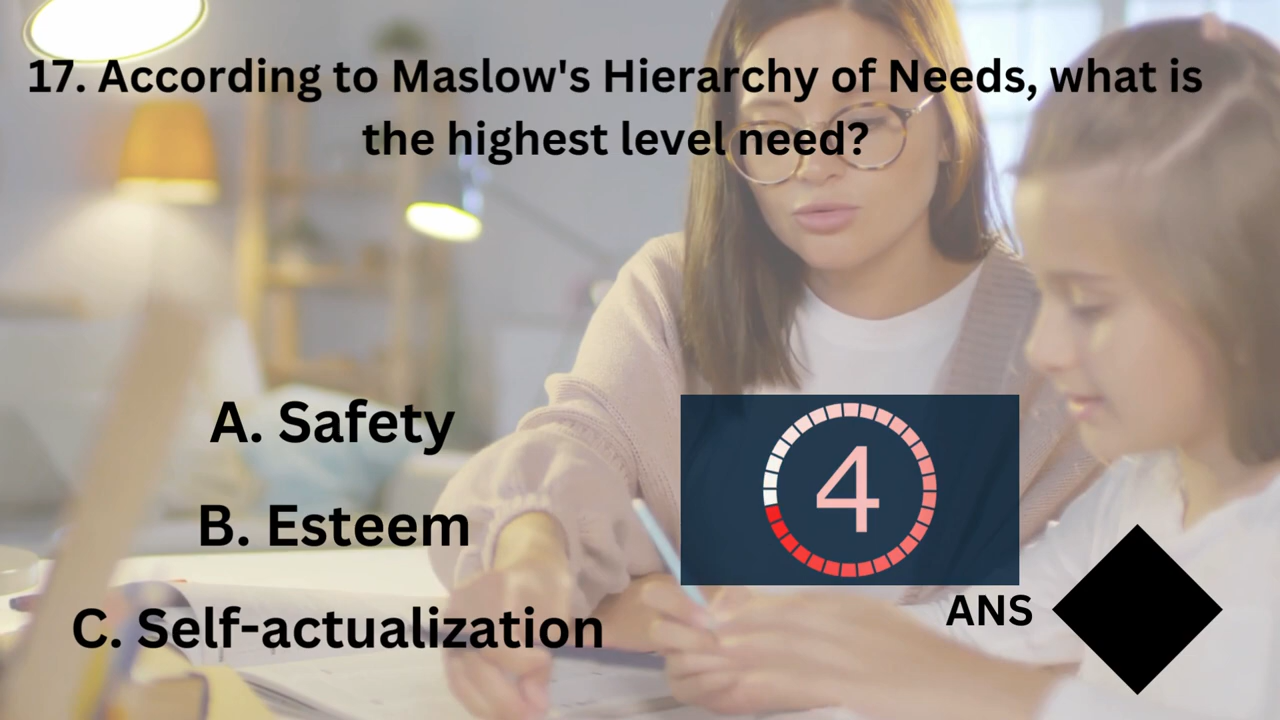 17. According to Maslow's Hierarchy of Needs, what is
the highest level need?
A. Safety
B. Esteem
4
C. Self-actualization
ANS